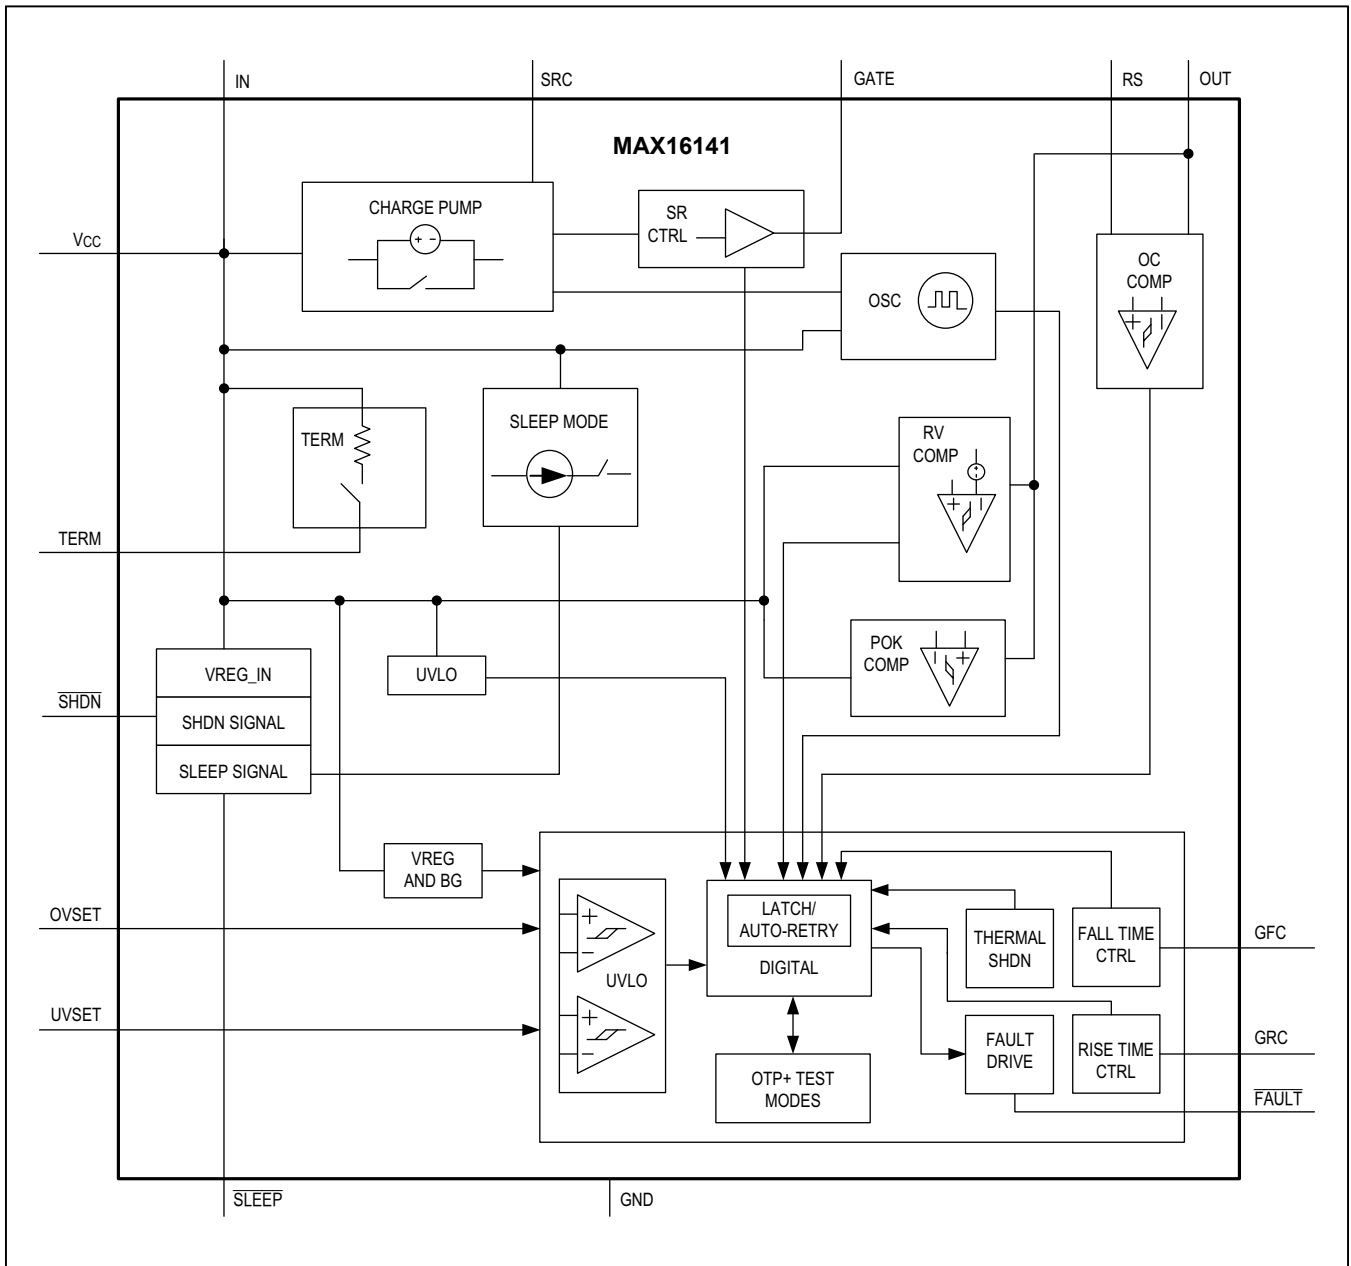 IN
SRC
GATE
RS
OUT
MAX16141
CHARGE PUMP
SR
CTRL
VCC
OSC
OC
COMP
TERM
SLEEP MODE
RV
COMP
TERM
POK
COMP
VREG_IN
UVLO
SHDN
SHDN SIGNAL
SLEEP SIGNAL
VREG
AND BG
OVSET
LATCH/
AUTO-RETRY
DIGITAL
THERMAL
SHDN
FALL TIME
CTRL
GFC
UVLO
UVSET
FAULT
DRIVE
RISE TIME
CTRL
GRC
OTP+ TEST
MODES
FAULT
SLEEP
GND